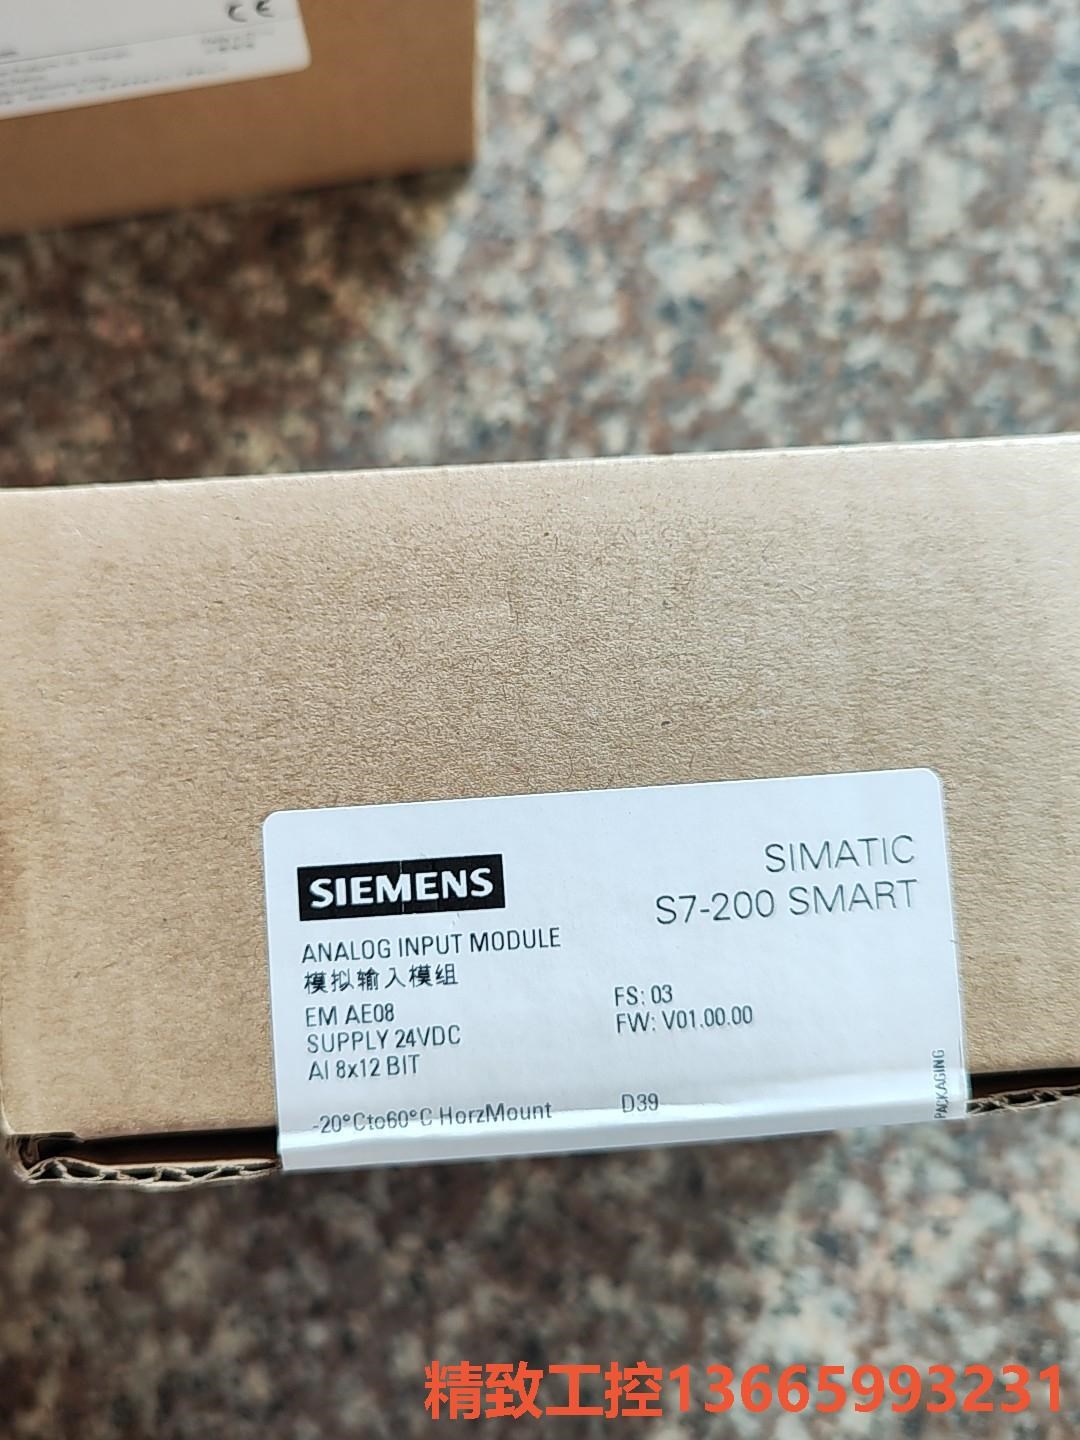 CE
SIEMENS
SIMATIC
S7-200 SMART
ANALOG INPUT MODULE
模拟输入模组
EM AE08
SUPPLY 24VDC
AI 8x12 BIT
FS: 03
FW: V01.00.00
-20°Cto60°C HorzMount
D39
PACKAGING
精致工控13665993231